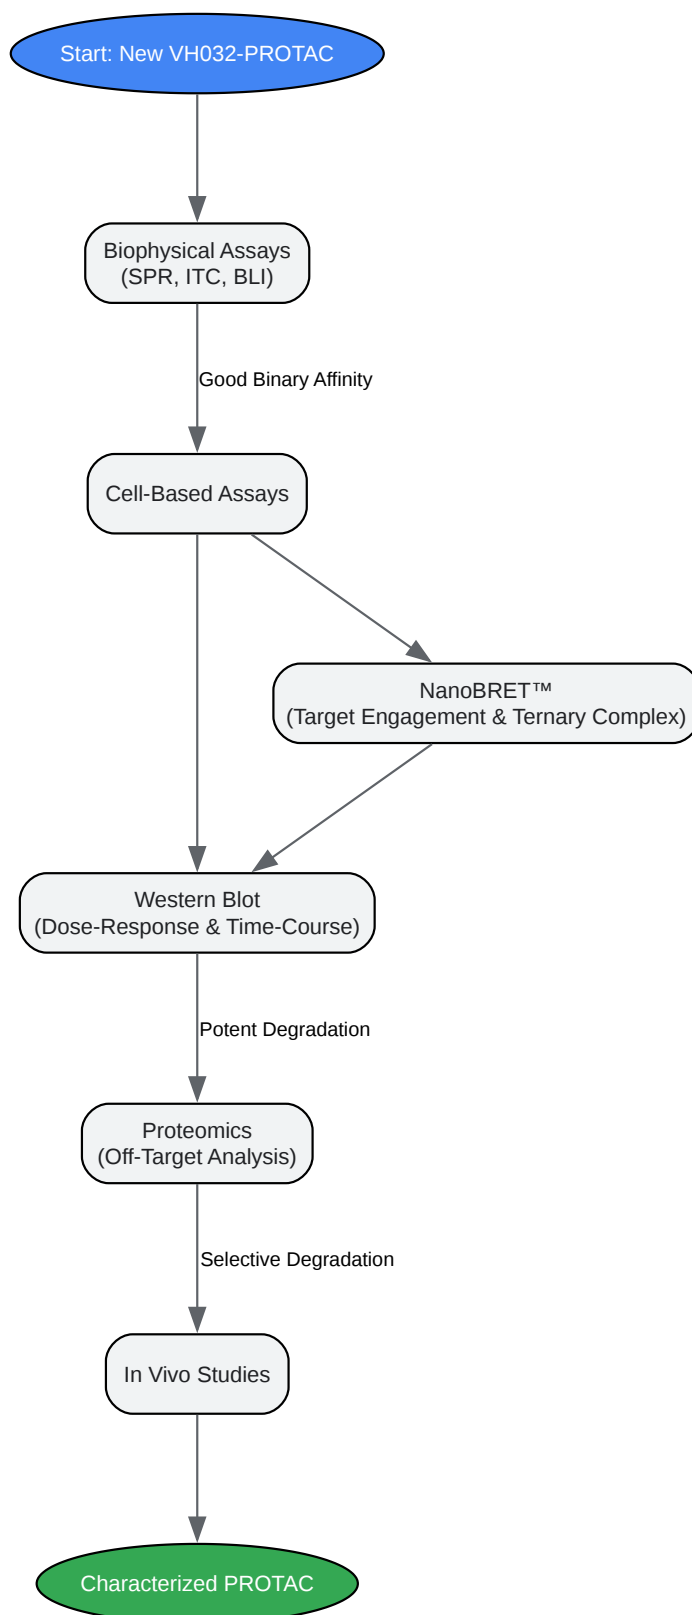 Start: New VH032-PROTAC
Biophysical Assays
(SPR, ITC, BLI)
Good Binary Affinity
Cell-Based Assays
NanoBRET™
(Target Engagement & Ternary Complex)
Western Blot
(Dose-Response & Time-Course)
Potent Degradation
Proteomics
(Off-Target Analysis)
Selective Degradation
In Vivo Studies
Characterized PROTAC